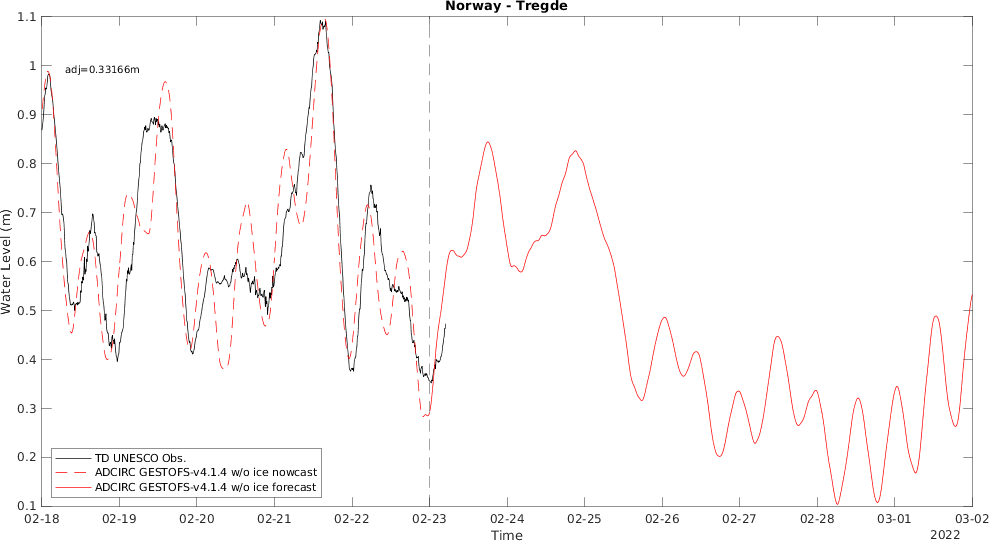 Norway - Tregde
adj=0.33166m
1.1
1
0.9
0.8
0.7
0.6
0.5
0.4
0.3
0.2
0.1
Water Level (m)
TD UNESCO Obs.
ADCIRC GESTOFS-v4.1.4 w/o ice nowcast
ADCIRC GESTOFS-v4.1.4 w/o ice forecast
02-18 02-19 02-20 02-21 02-22 02-23 02-24 02-25 02-26 02-27 02-28 03-01 03-02
Time
2022